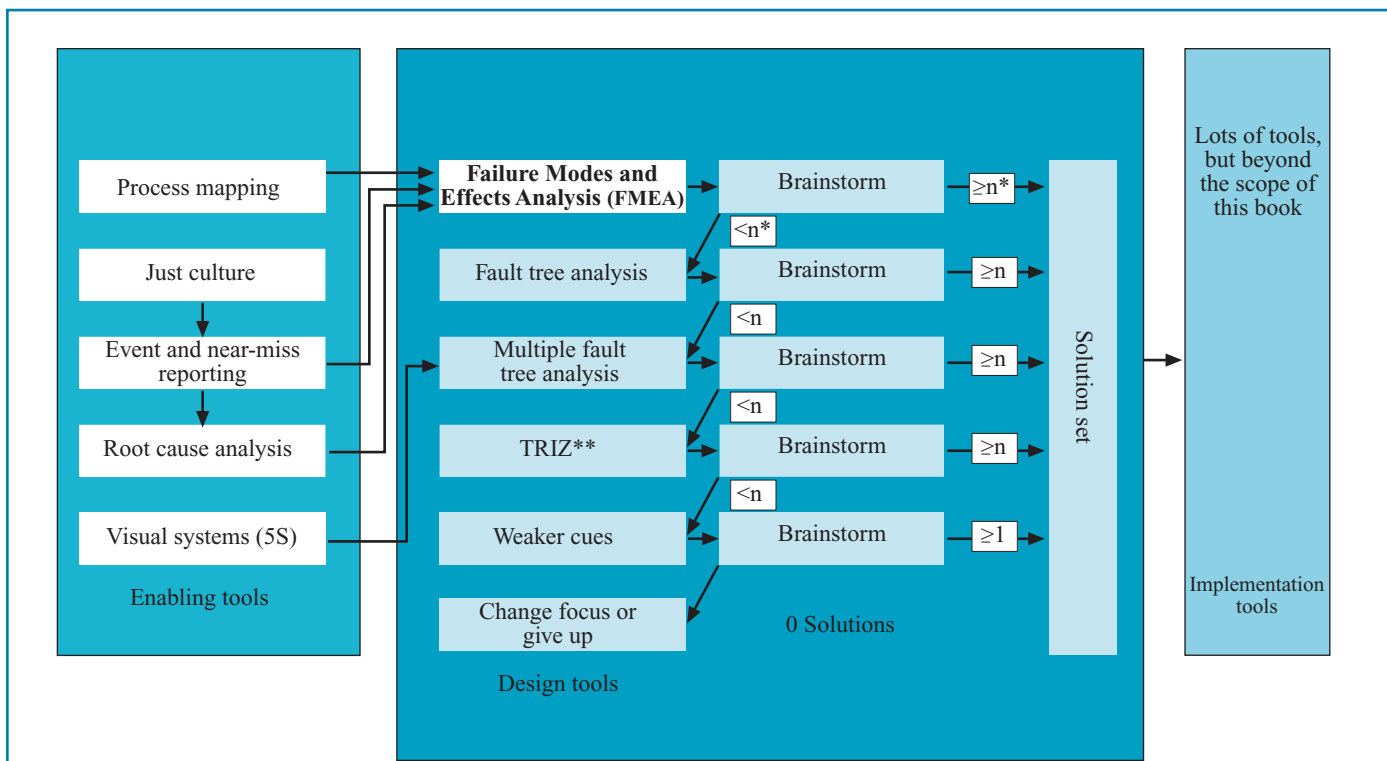 Process mapping
Just culture
Event and near-miss
reporting
Root cause analysis
Visual systems (5S)
Enabling tools
Failure Modes and
Effects Analysis (FMEA)
Brainstorm
≥n*
<n*
Fault tree analysis
Brainstorm
≥n
<n
Multiple fault
tree analysis
Brainstorm
≥n
<n
TRIZ**
Brainstorm
≥n
<n
Weaker cues
Brainstorm
≥1
Change focus or
give up
0 Solutions
Design tools
Solution set
Lots of tools,
but beyond
the scope of
this book
Implementation
tools